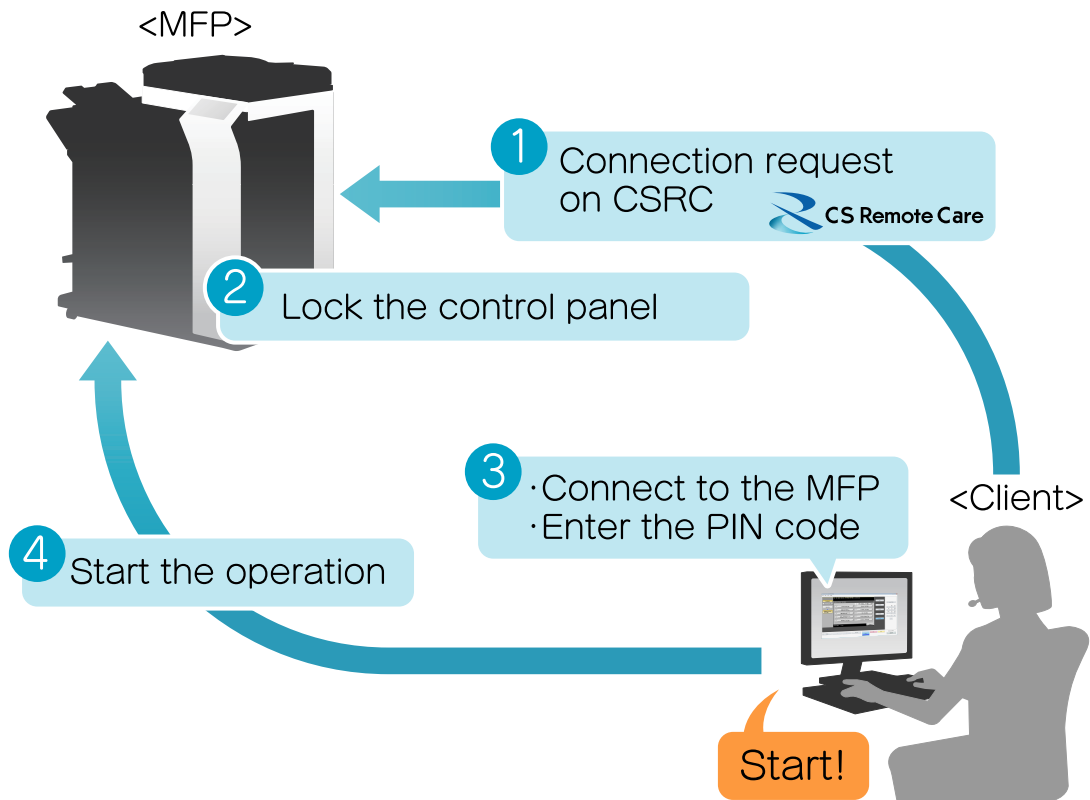 <MFP>
1
Connection request
on CSRC
CS Remote Care
2
Lock the control panel
3
·Connect to the MFP
·Enter the PIN code
<Client>
4
Start the operation
Start!